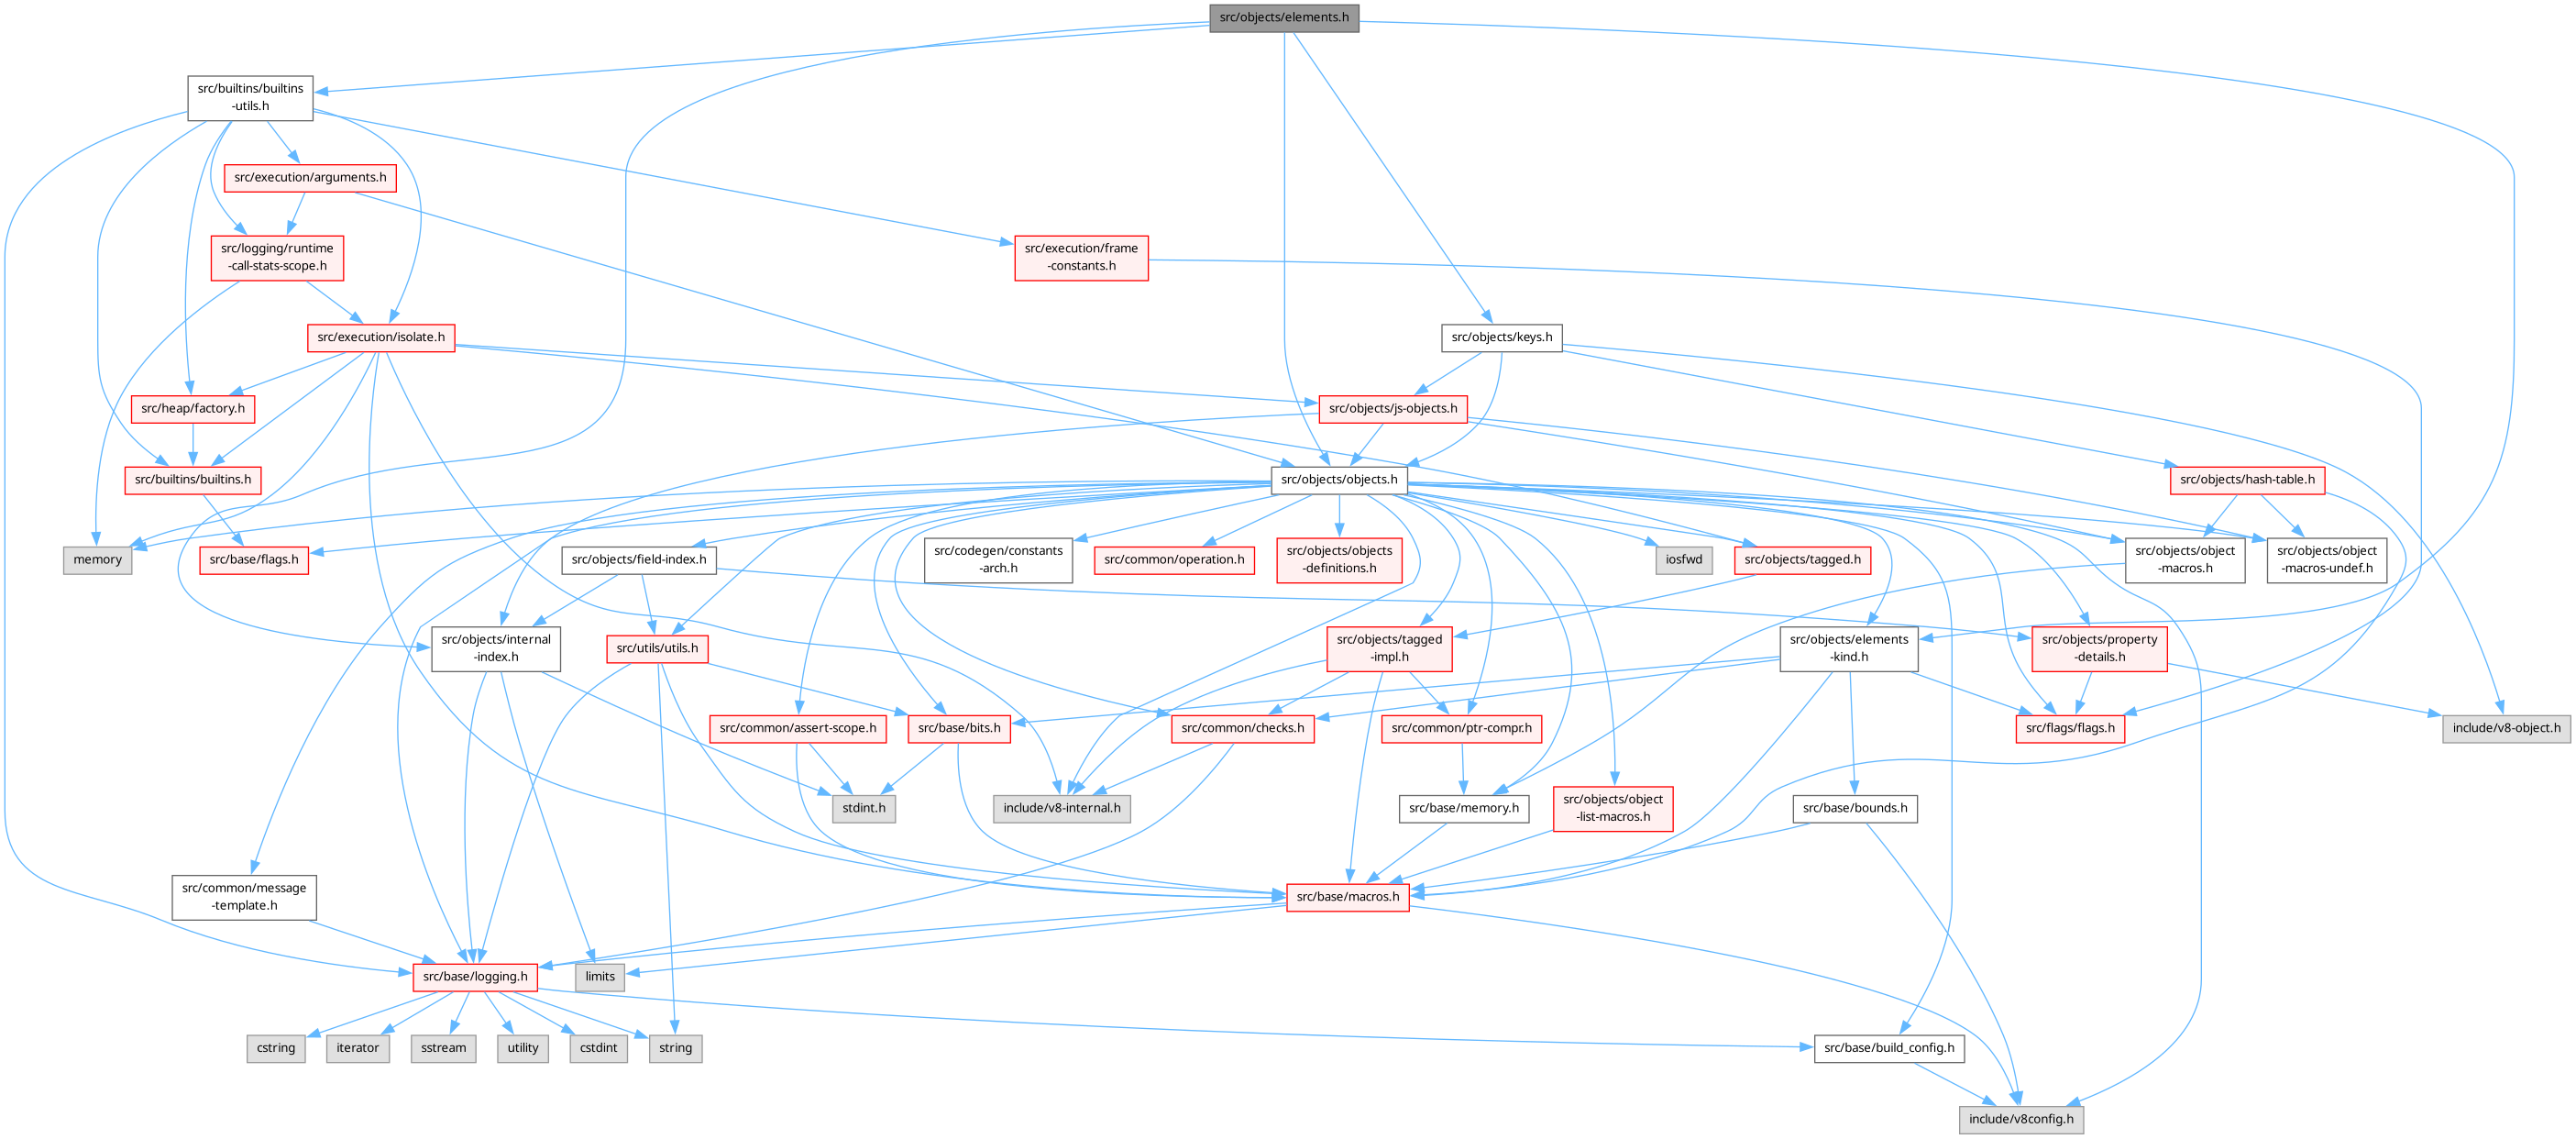 src/objects/elements.h
src/builtins/builtins
-utils.h
src/execution/arguments.h
src/logging/runtime
-call-stats-scope.h
src/execution/frame
-constants.h
src/execution/isolate.h
src/objects/keys.h
src/heap/factory.h
src/objects/js-objects.h
src/builtins/builtins.h
src/objects/objects.h
src/objects/hash-table.h
memory
src/base/flags.h
src/objects/field-index.h
src/codegen/constants
-arch.h
src/common/operation.h
src/objects/objects
-definitions.h
iosfwd
src/objects/tagged.h
src/objects/object
-macros.h
src/objects/object
-macros-undef.h
src/objects/internal
-index.h
src/utils/utils.h
src/objects/tagged
-impl.h
src/objects/elements
-kind.h
src/objects/property
-details.h
src/common/assert-scope.h
src/base/bits.h
src/common/checks.h
src/common/ptr-compr.h
src/flags/flags.h
include/v8-object.h
stdint.h
include/v8-internal.h
src/base/memory.h
src/objects/object
-list-macros.h
src/base/bounds.h
src/common/message
-template.h
src/base/macros.h
src/base/logging.h
limits
cstring
iterator
sstream
utility
cstdint
string
src/base/build_config.h
include/v8config.h